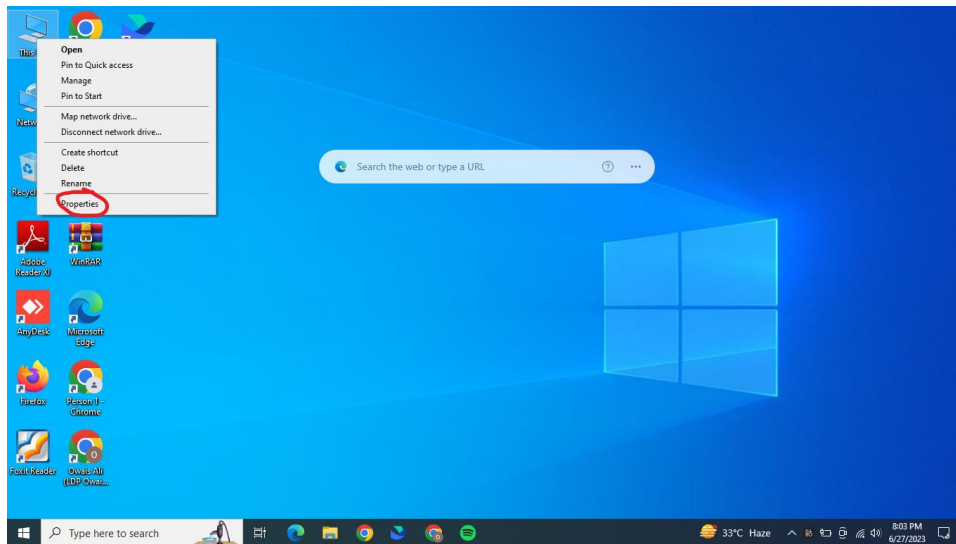 This
Open
Pin to Quick access
Manage
Pin to Start
Map network drive...
Disconnect network drive...
Create shortcut
Delete
Rename
Properties
Search the web or type a URL
Adobe
Reader XI
WinRAR
AnyDesk
Microsoft
Edge
Firefox
Person 1 -
Chrome
Foxit Reader
Owais Ali
(LDP Owai...
Type here to search
33°C Haze
8:03 PM
6/27/2023